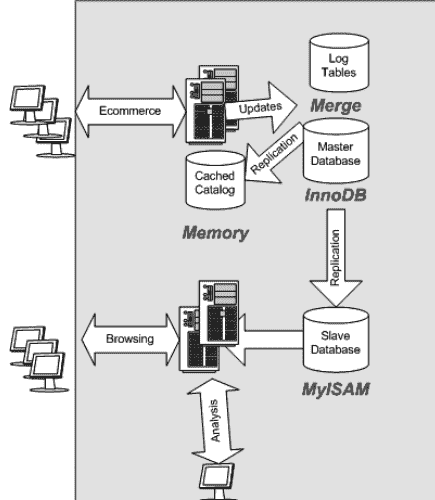 Log
Tables
Ecommerce
Updates
Merge
Master
Database
Replication
Cached
Catalog
InnoDB
Memory
Replication
Browsing
Slave
Database
MyISAM
Analysis